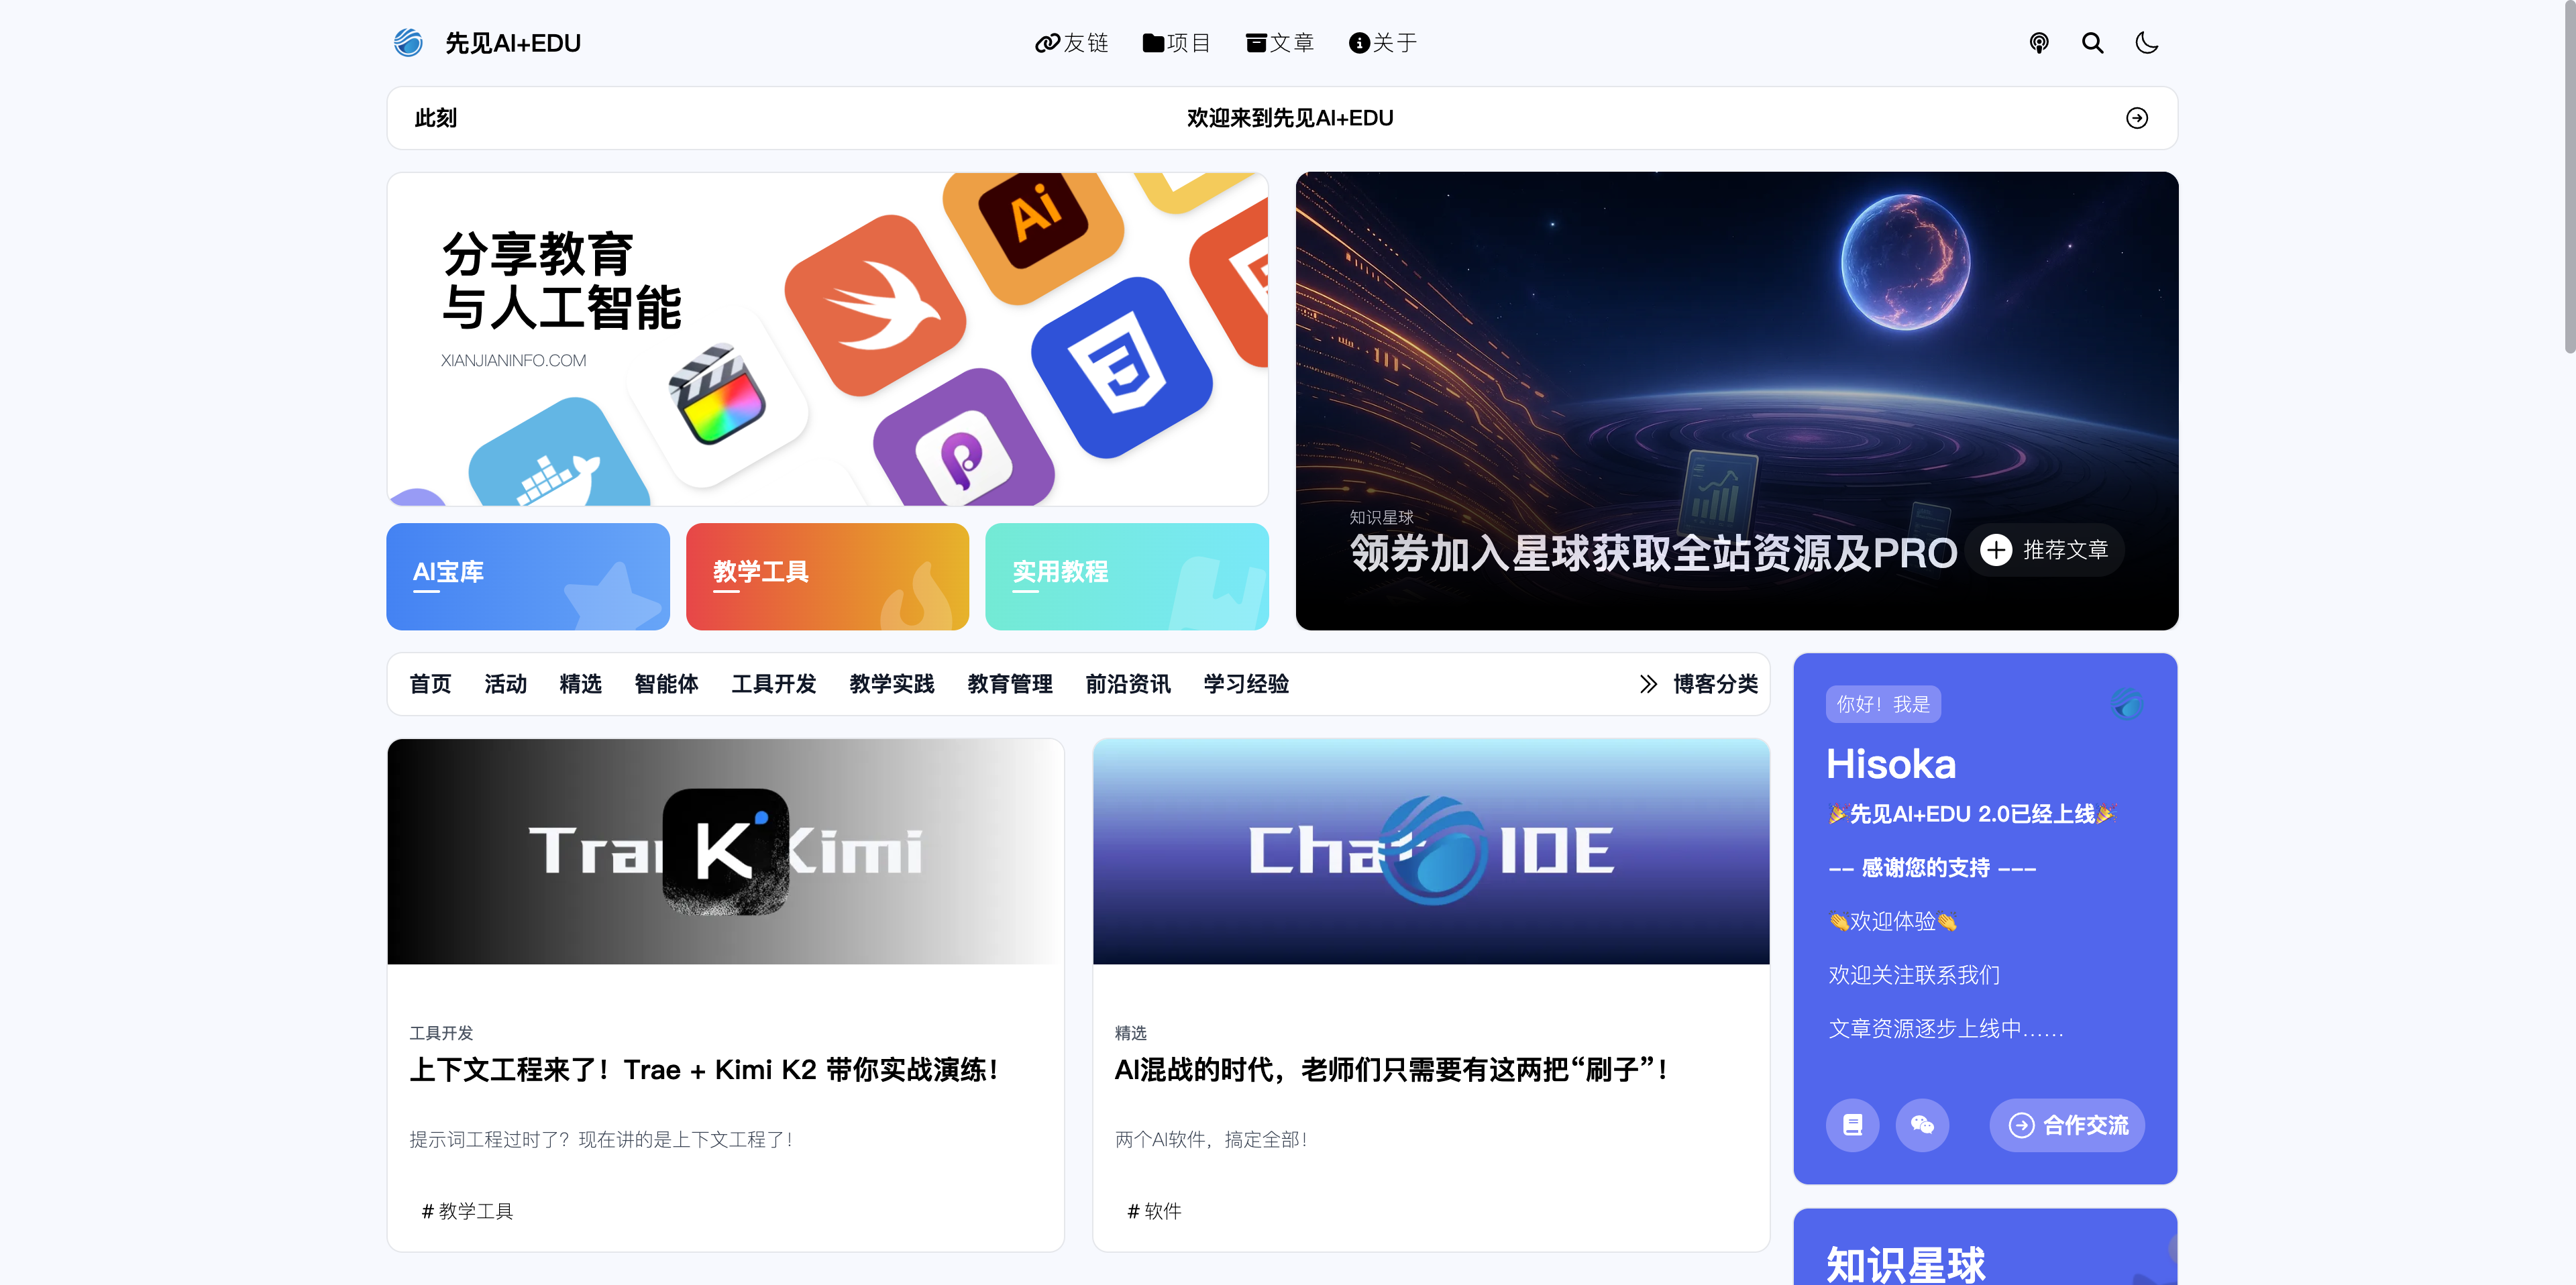 先见AI+EDU
友链
项目
文章
关于
此刻
欢迎来到先见AI+EDU
分享教育
与人工智能
XIANJIANINFO.COM
Ai
知识星球
领券加入星球获取全站资源及PRO
推荐文章
AI宝库
教学工具
实用教程
首页 活动 精选 智能体 工具开发 教学实践 教育管理 前沿资讯 学习经验
博客分类
K
Kimi
IDE
工具开发
上下文工程来了！Trae + Kimi K2 带你实战演练！
提示词工程过时了？现在讲的是上下文工程了！
# 教学工具
精选
AI混战的时代，老师们只需要有这两把“刷子”！
两个AI软件，搞定全部！
# 软件
你好！我是
Hisoka
🎉先见AI+EDU 2.0已经上线🎉
–– 感谢您的支持 –––
👏欢迎体验👏
欢迎关注联系我们
文章资源逐步上线中……
合作交流
知识星球